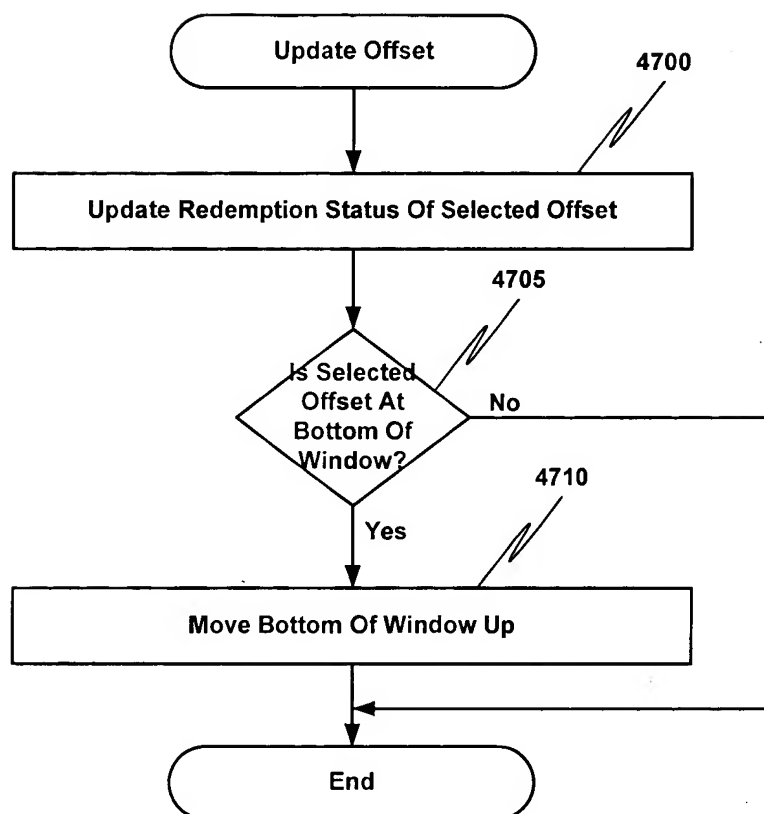 Update Offset
4700
Update Redemption Status Of Selected Offset
4705
Is Selected
Offset At
Bottom Of
Window?
No
4710
Yes
Move Bottom Of Window Up
End